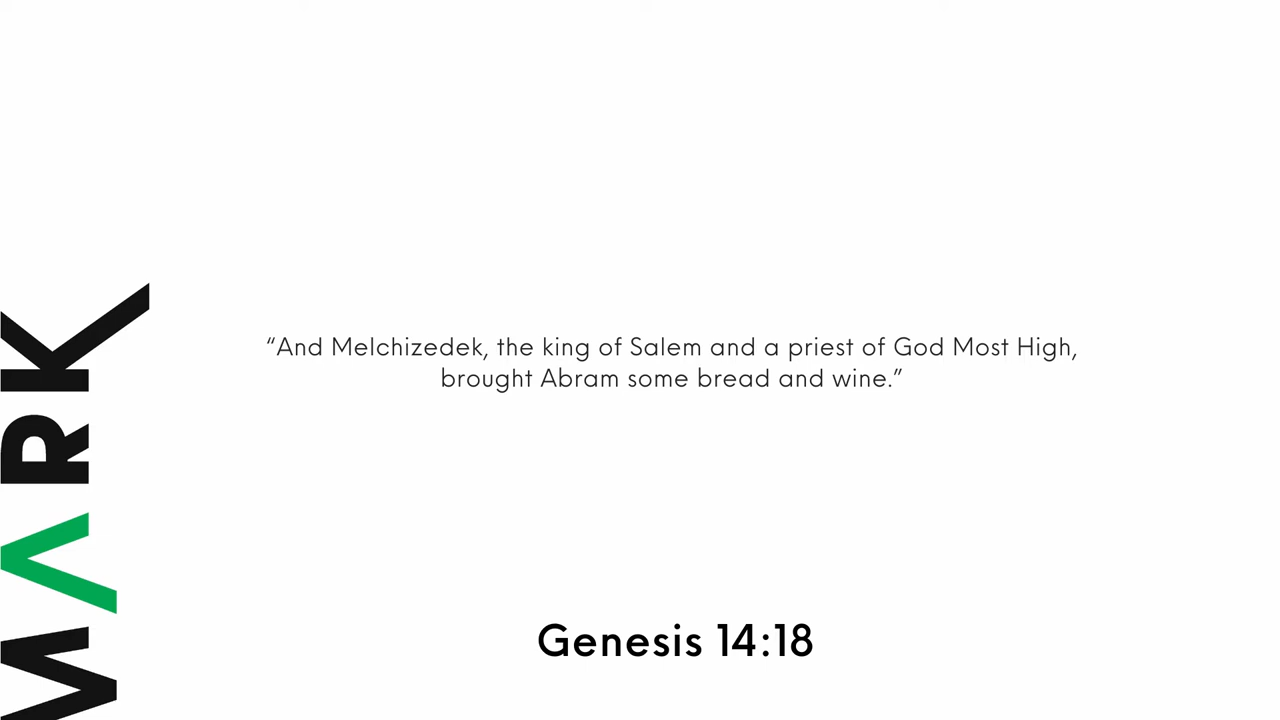 MARK
“And Melchizedek, the king of Salem and a priest of God Most High,
brought Abram some bread and wine.”
Genesis 14:18